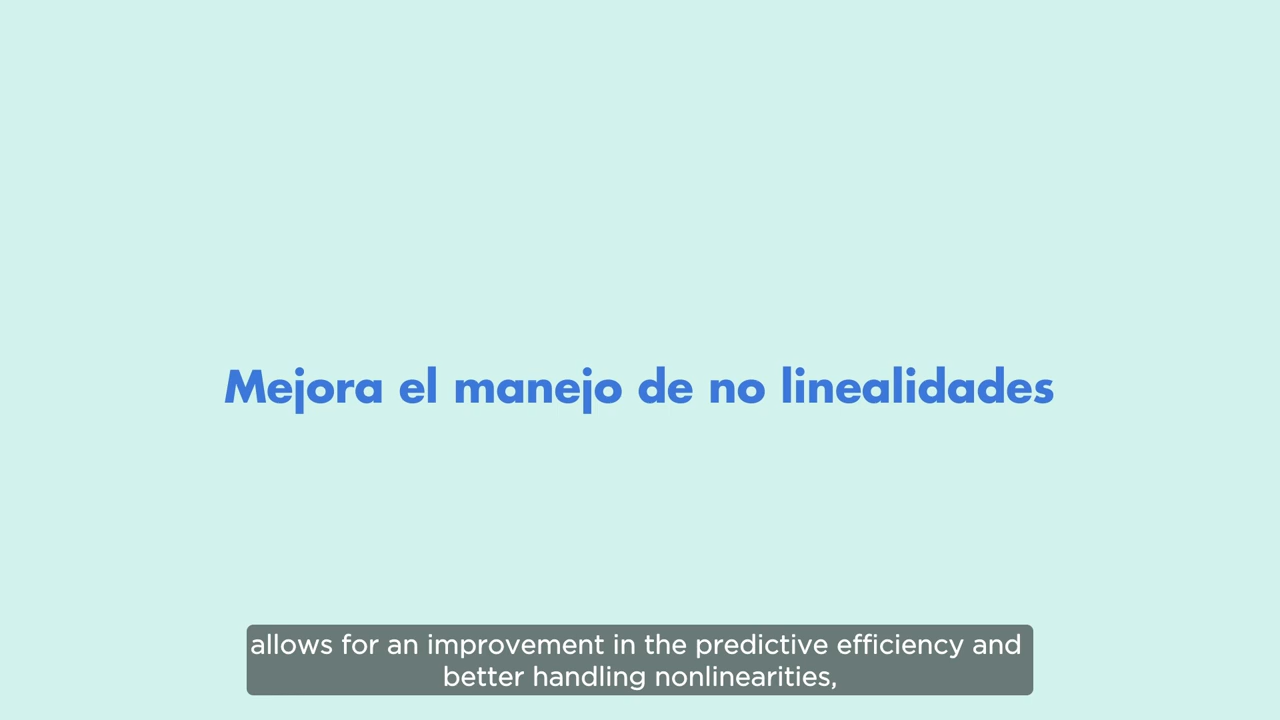 Mejora el manejo de no linealidades
allows for an improvement in the predictive efficiency and
better handling nonlinearities,